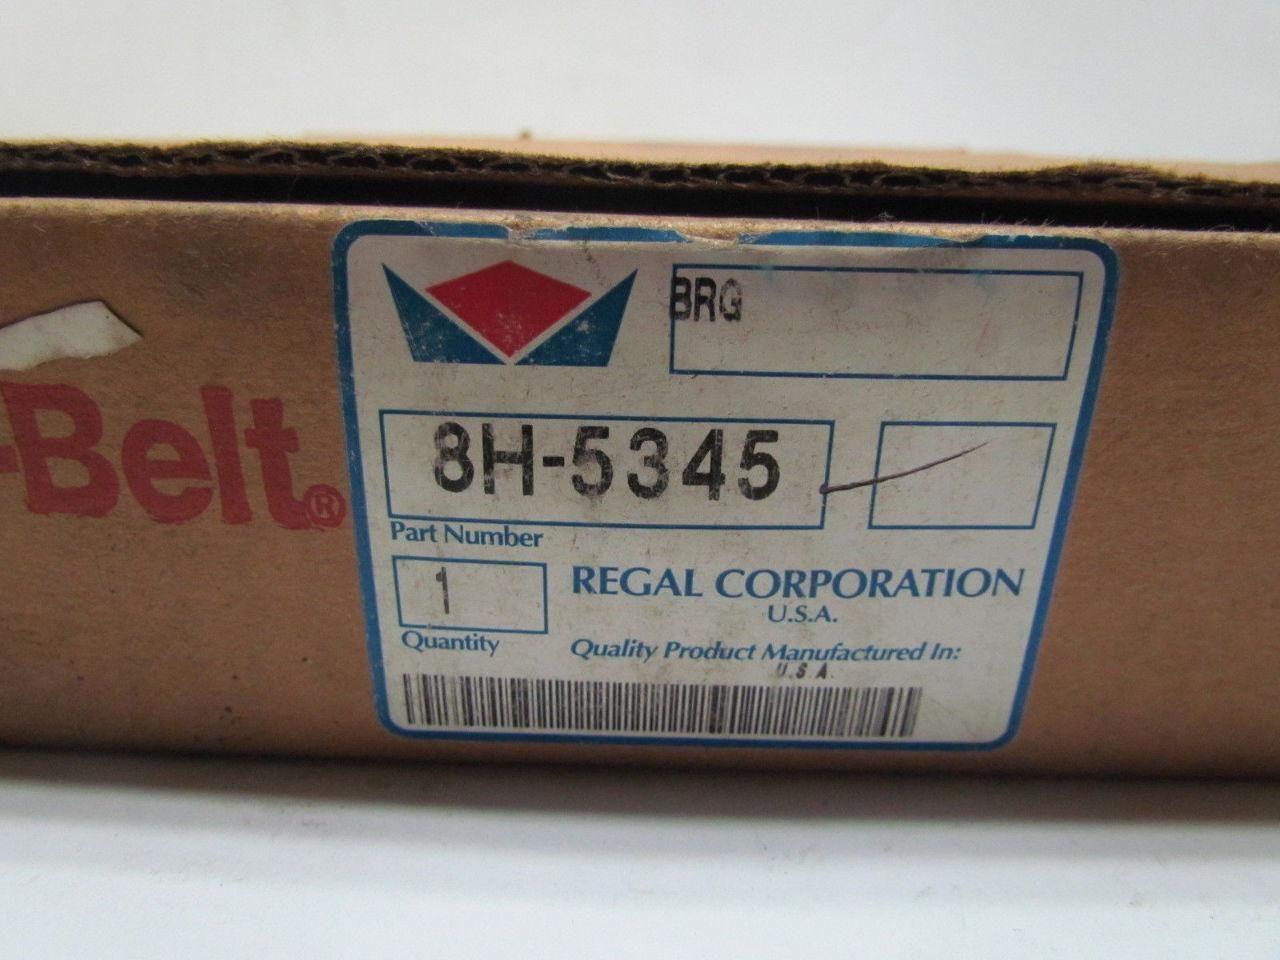 BRG
-Belt®
8H-5345
Part Number
1
Quantity
REGAL CORPORATION
U.S.A.
Quality Product Manufactured In:
U.S.A.